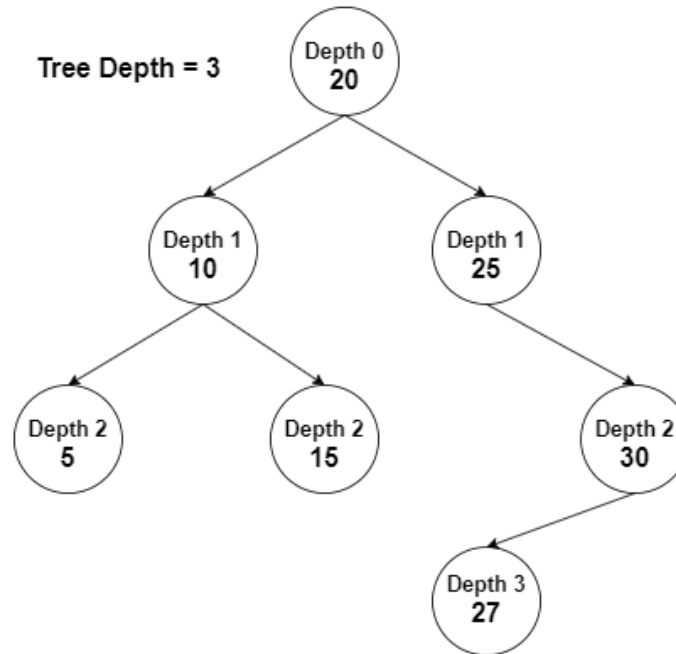 Tree Depth = 3
Depth 0
20
Depth 1
10
Depth 1
25
Depth 2
5
Depth 2
15
Depth 2
30
Depth 3
27